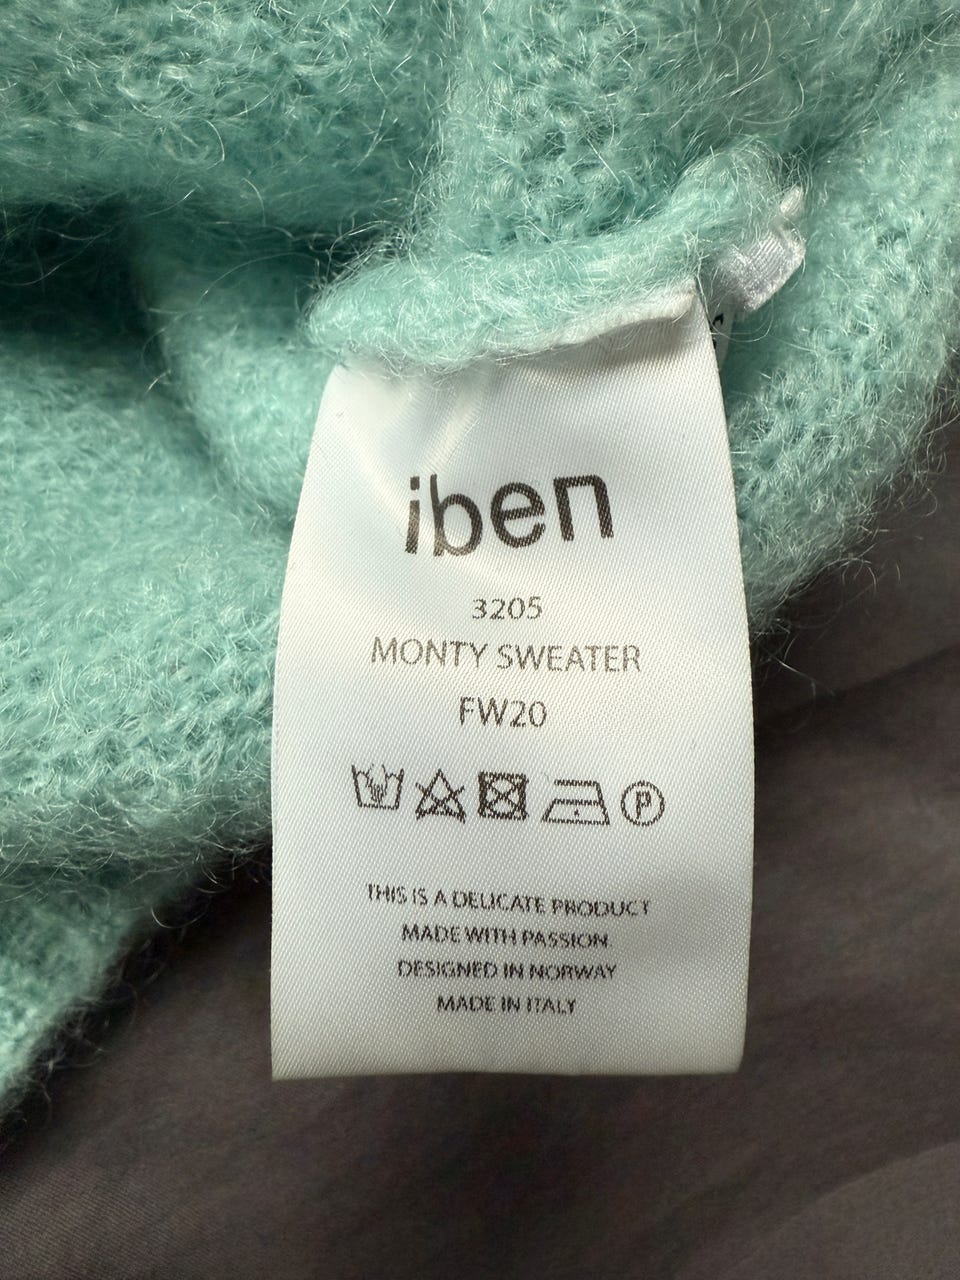 iben
3205
MONTY SWEATER
FW20
P
THIS IS A DELICATE PRODUCT
MADE WITH PASSION
DESIGNED IN NORWAY
MADE IN ITALY